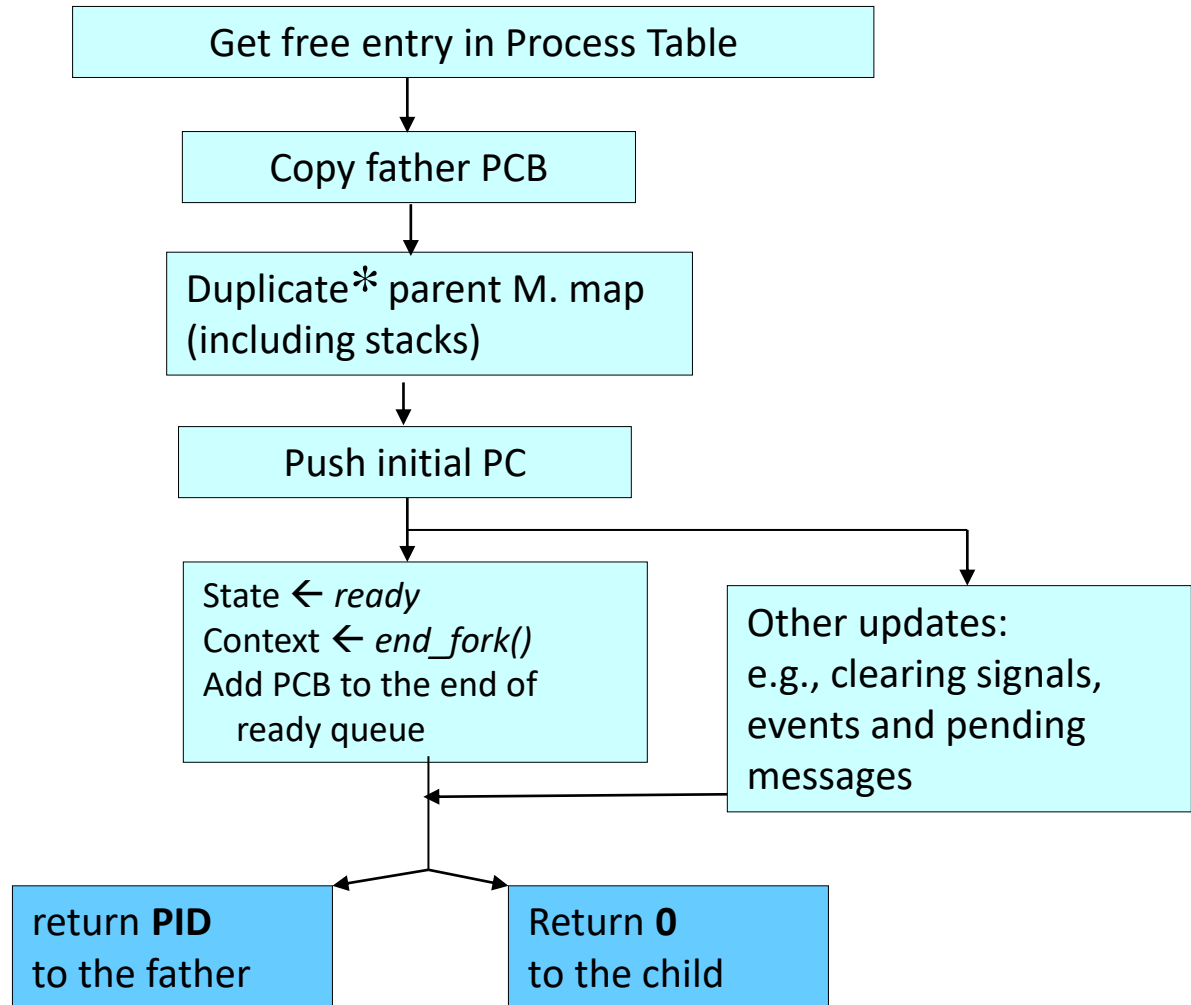 Get free entry in Process Table
Copy father PCB
Duplicate* parent M. map
(including stacks)
Push initial PC
State ← ready
Context ← end_fork()
Add PCB to the end of
ready queue
Other updates:
e.g., clearing signals,
events and pending
messages
return PID
to the father
Return 0
to the child